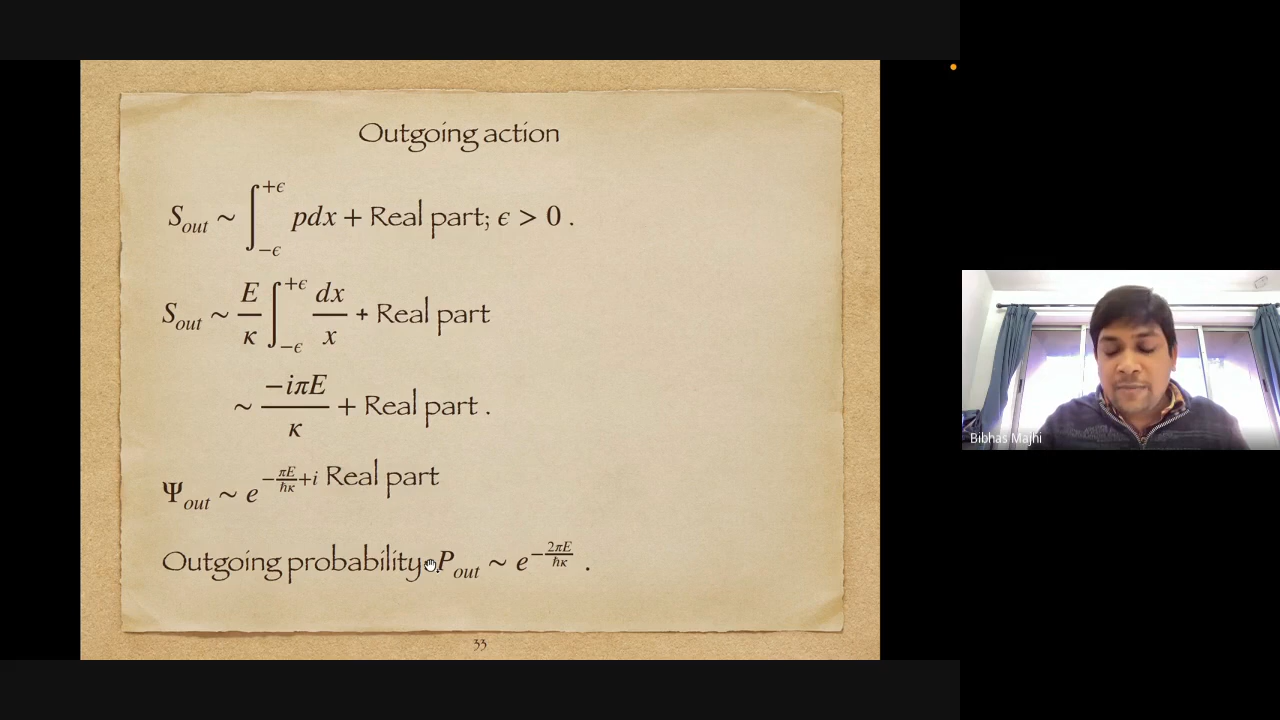 Outgoing action
S_out ~ ∫_{-ϵ}^{+ϵ} pdx + Real part; ϵ > 0 .
S_out ~ E/κ ∫_{-ϵ}^{+ϵ} dx/x + Real part
~ -iπE/κ + Real part .
Ψ_out ~ e^{-πE/ħκ + i Real part}
Outgoing probability P_out ~ e^{-2πE/ħκ} .
33
Bibhas Majhi